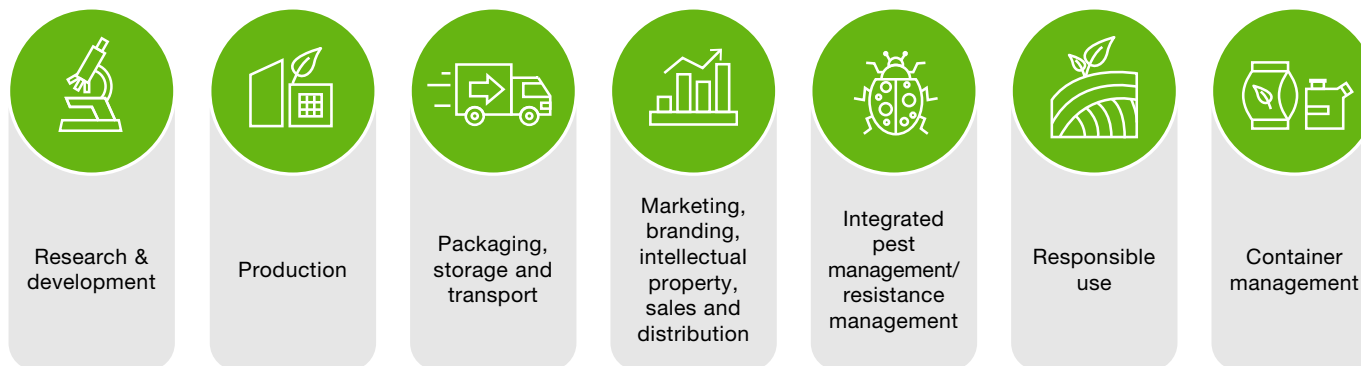 Research &
development
Production
Packaging,
storage and
transport
Marketing,
branding,
intellectual
property,
sales and
distribution
Integrated
pest
management/
resistance
management
Responsible
use
Container
management